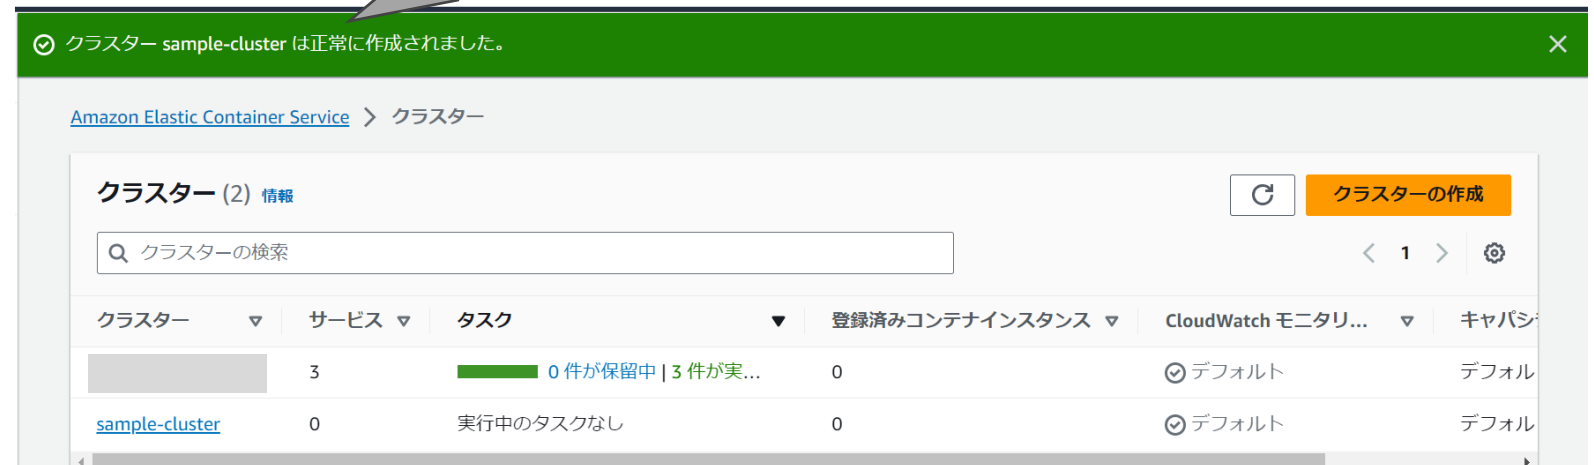 クラスター sample-cluster は正常に作成されました。
Amazon Elastic Container Service > クラスター
クラスター (2) 情報
クラスターの作成
クラスターの検索
1
クラスター サービス タスク 登録済みコンテナインスタンス CloudWatch モニタリ... キャパシ
3 0 件が保留中 | 3 件が実... 0 デフォルト デフォル
sample-cluster 0 実行中のタスクなし 0 デフォルト デフォル